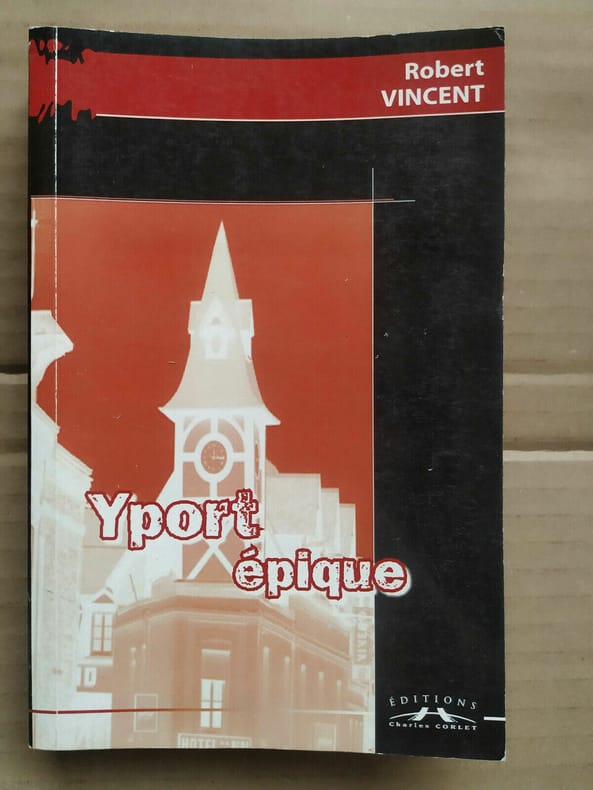 Robert
VINCENT
Yport
épique
ÉDITIONS
Charles CORLET